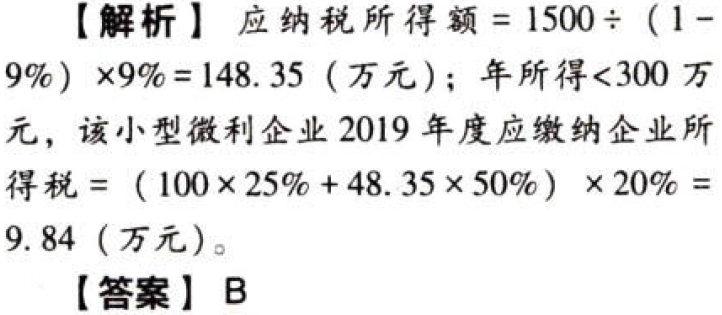 【解析】 应纳税所得额 = 1500÷（1-
9%）×9% = 148.35（万元）；年所得<300 万
元，该小型微利企业 2019 年度应缴纳企业所
得税 =（100×25% + 48.35×50%）×20% =
9.84（万元）。
【答案】 B